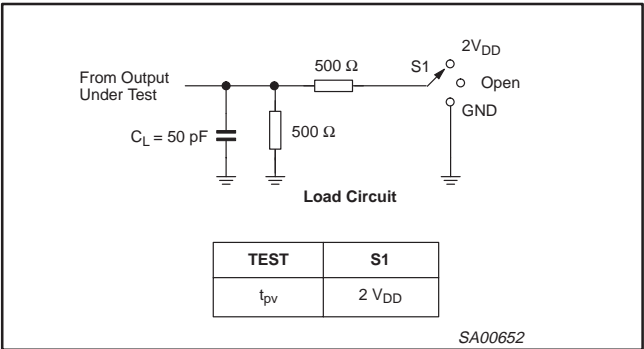 2VDD
500 Ω
S1
From Output
Under Test
Open
GND
CL = 50 pF
500 Ω
Load Circuit
TEST S1
tpv 2 VDD
SA00652